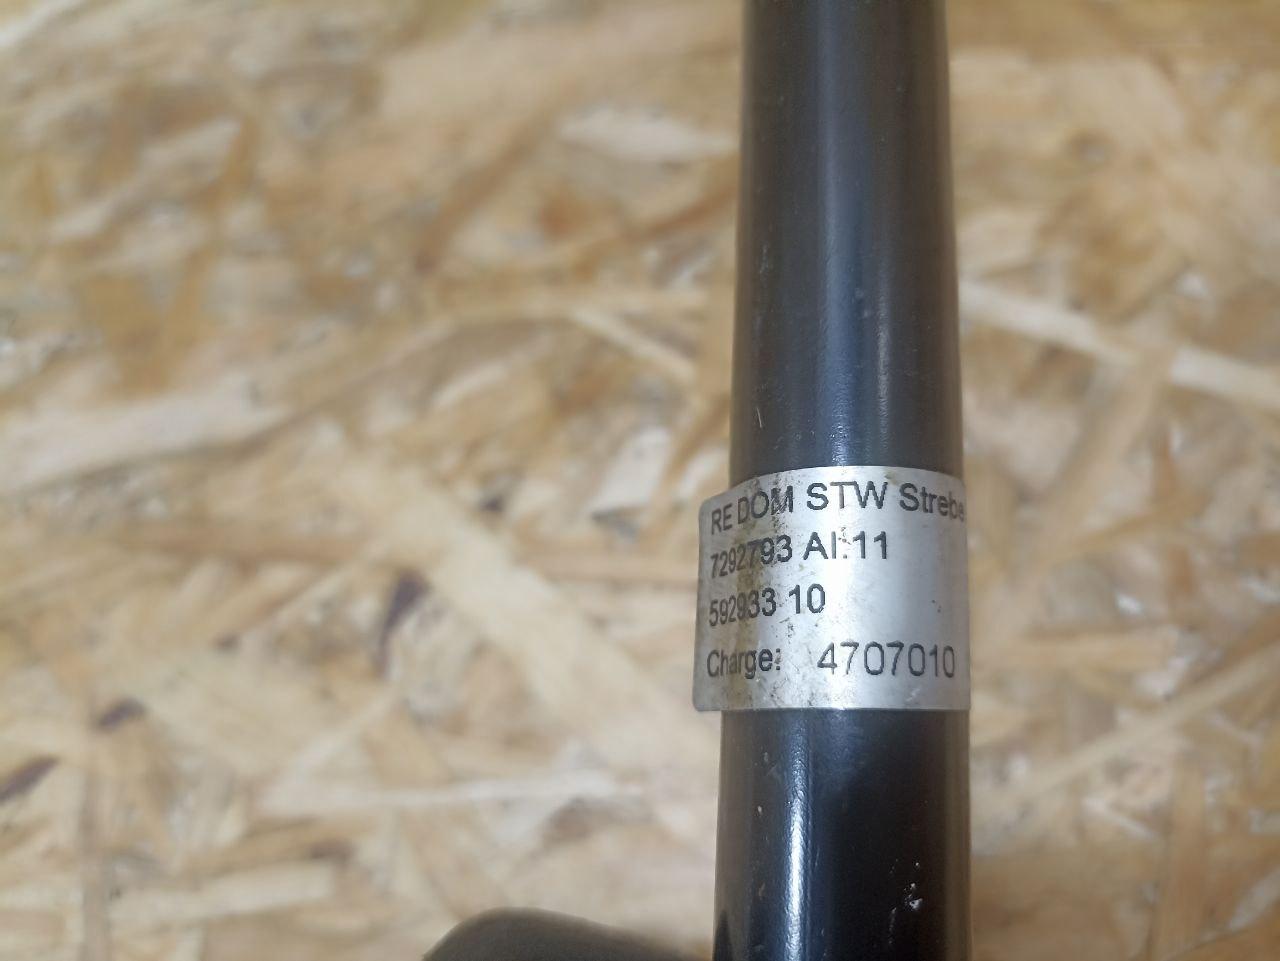 RE DOM STW Strebe
7292793 AI:11
592933 10
Charge: 4707010